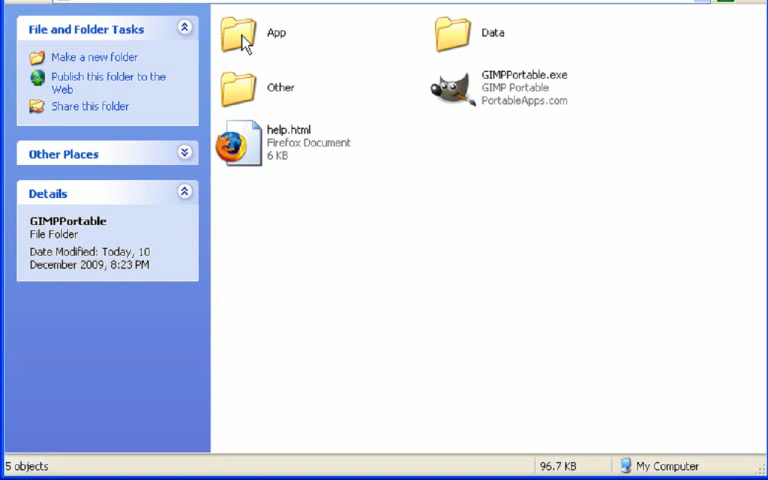 File and Folder Tasks
Make a new folder
Publish this folder to the
Web
Share this folder
Other Places
Details
GIMPPortable
File Folder
Date Modified: Today, 10
December 2009, 8:23 PM
App
Data
Other
GIMPPortable.exe
GIMP Portable
PortableApps.com
help.html
Firefox Document
6 KB
5 objects
96.7 KB
My Computer